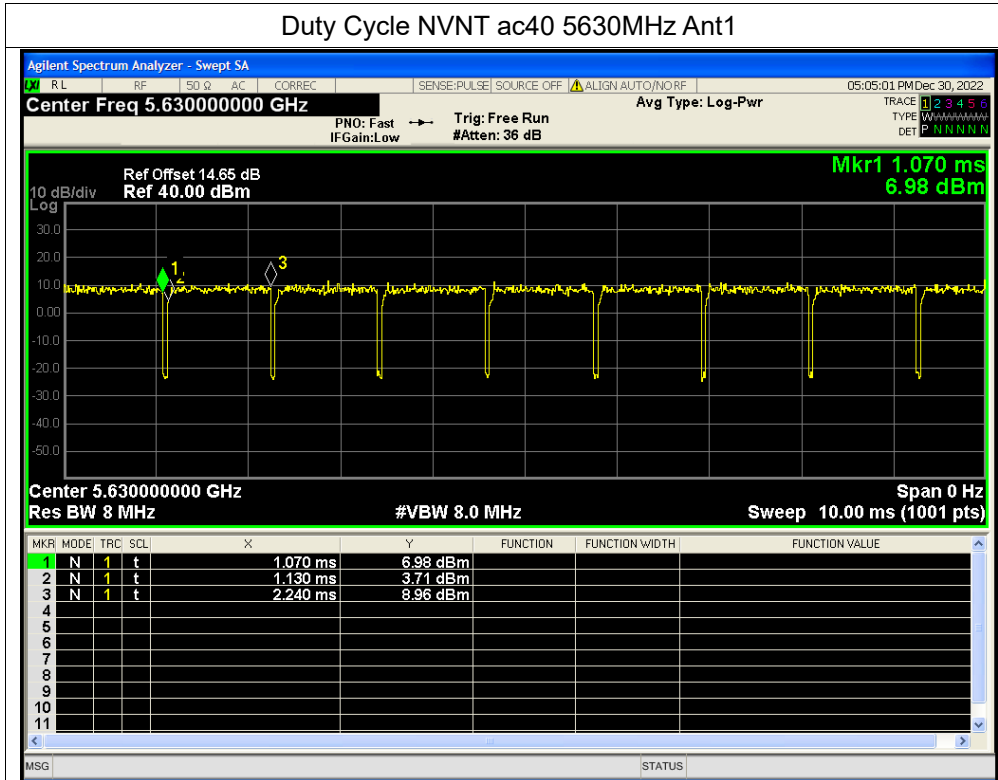 Duty Cycle NVNT ac40 5630MHz Ant1
Agilent Spectrum Analyzer - Swept SA
LXI RL RF 50 Ω AC CORREC SENSE:PULSE SOURCE OFF ALIGN AUTO/NO RF 05:05:01 PM Dec 30, 2022
Center Freq 5.630000000 GHz Avg Type: Log-Pwr TRACE 1 2 3 4 5 6
PNO: Fast Trig: Free Run TYPE W
IFGain:Low #Atten: 36 dB DET P N N N N N
Mkr1 1.070 ms
Ref Offset 14.65 dB 6.98 dBm
10 dB/div Ref 40.00 dBm
Log
30.0
20.0
1 2 3
10.0
0.00
-10.0
-20.0
-30.0
-40.0
-50.0
Center 5.630000000 GHz Span 0 Hz
Res BW 8 MHz #VBW 8.0 MHz Sweep 10.00 ms (1001 pts)
MKR MODE TRC SCL X Y FUNCTION FUNCTION WIDTH FUNCTION VALUE
1 N 1 t 1.070 ms 6.98 dBm
2 N 1 t 1.130 ms 3.71 dBm
3 N 1 t 2.240 ms 8.96 dBm
4
5
6
7
8
9
10
11
MSG STATUS